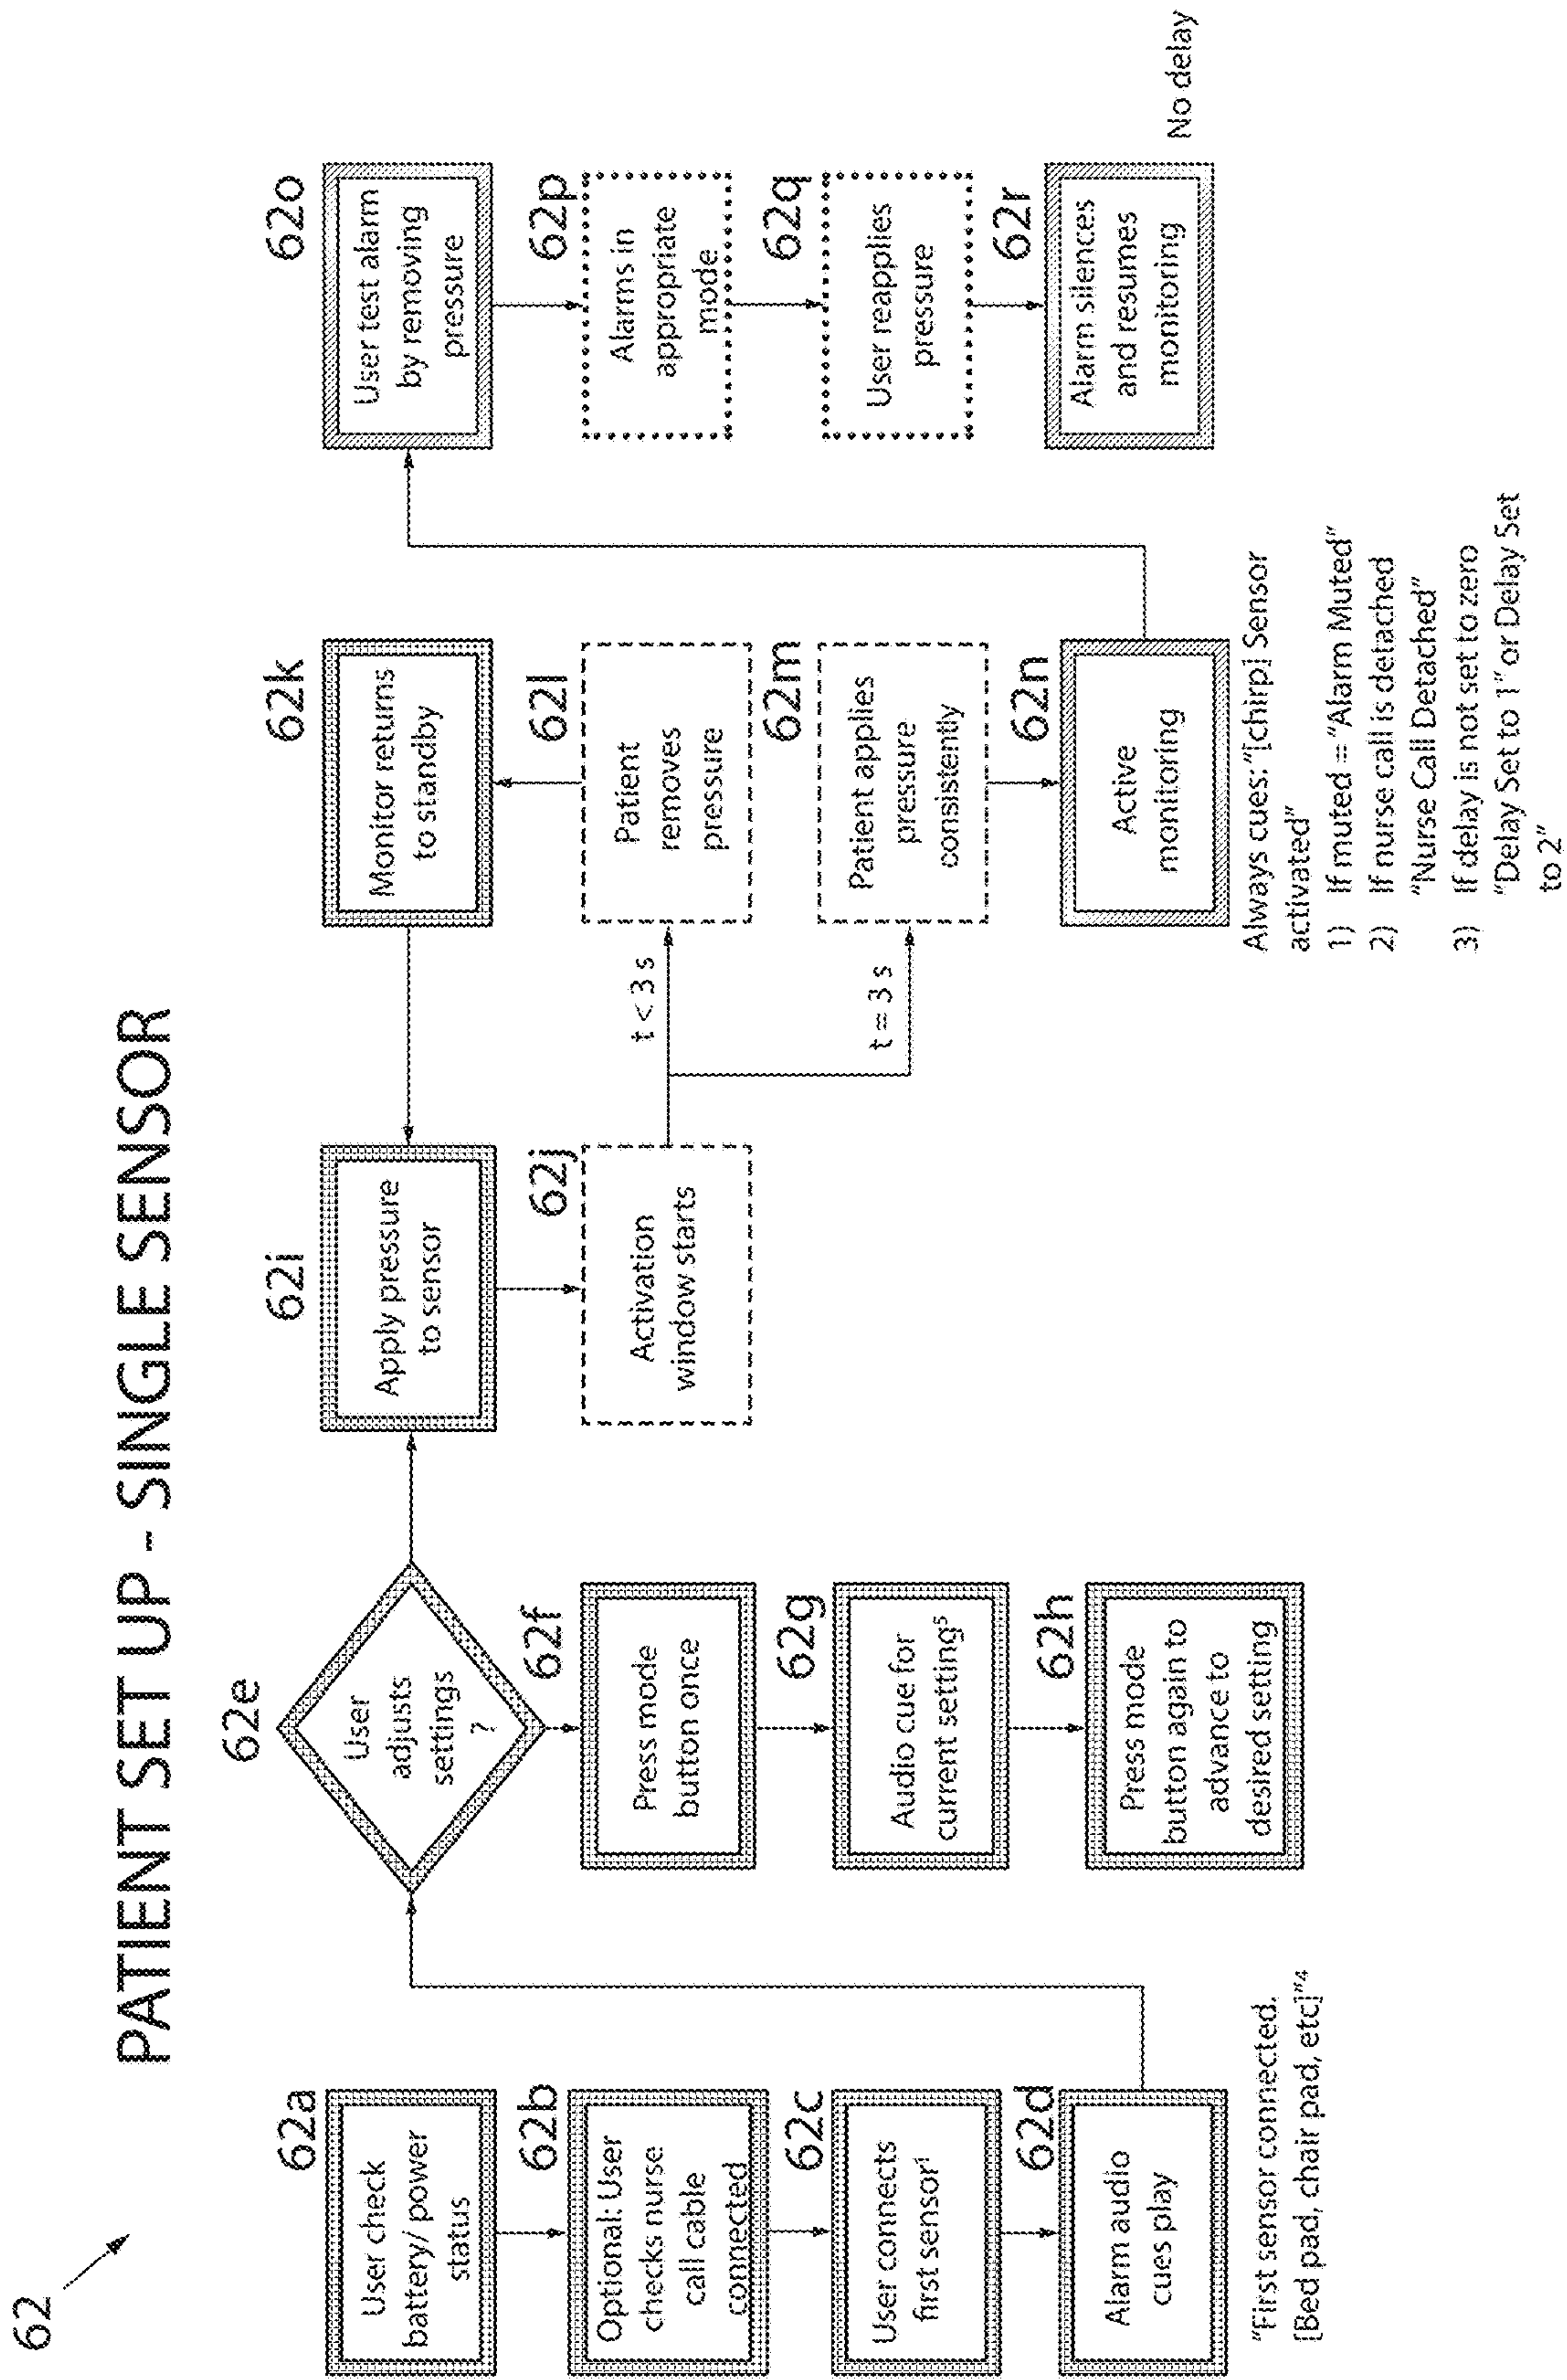 62
PATIENT SET UP - SINGLE SENSOR
62a
User check
battery/ power
status
62b
Optional: User
checks nurse
call cable
connected
62c
User connects
first sensor¹
62d
Alarm audio
cues play
"First sensor connected.
[Bed pad, chair pad, etc]"⁴
62e
User
adjusts
settings
?
62f
Press mode
button once
62g
Audio cue for
current setting⁵
62h
Press mode
button again to
advance to
desired setting
62i
Apply pressure
to sensor
62j
Activation
window starts
t < 3 s
t = 3 s
62k
Monitor returns
to standby
62l
Patient
removes
pressure
62m
Patient applies
pressure
consistently
62n
Active
monitoring
Always cues: "[chirp] Sensor
activated"
1) If muted = "Alarm Muted"
2) If nurse call is detached
"Nurse Call Detached"
3) If delay is not set to zero
"Delay Set to 1" or Delay Set
to 2"
62o
User test alarm
by removing
pressure
62p
Alarms in
appropriate
mode
62q
User reapplies
pressure
62r
Alarm silences
and resumes
monitoring
No delay